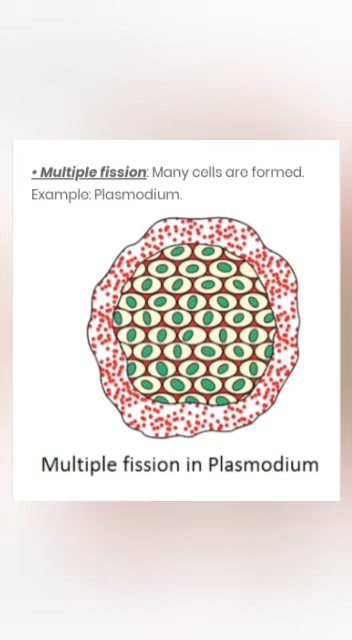 • Multiple fission: Many cells are formed.
Example: Plasmodium.
Multiple fission in Plasmodium